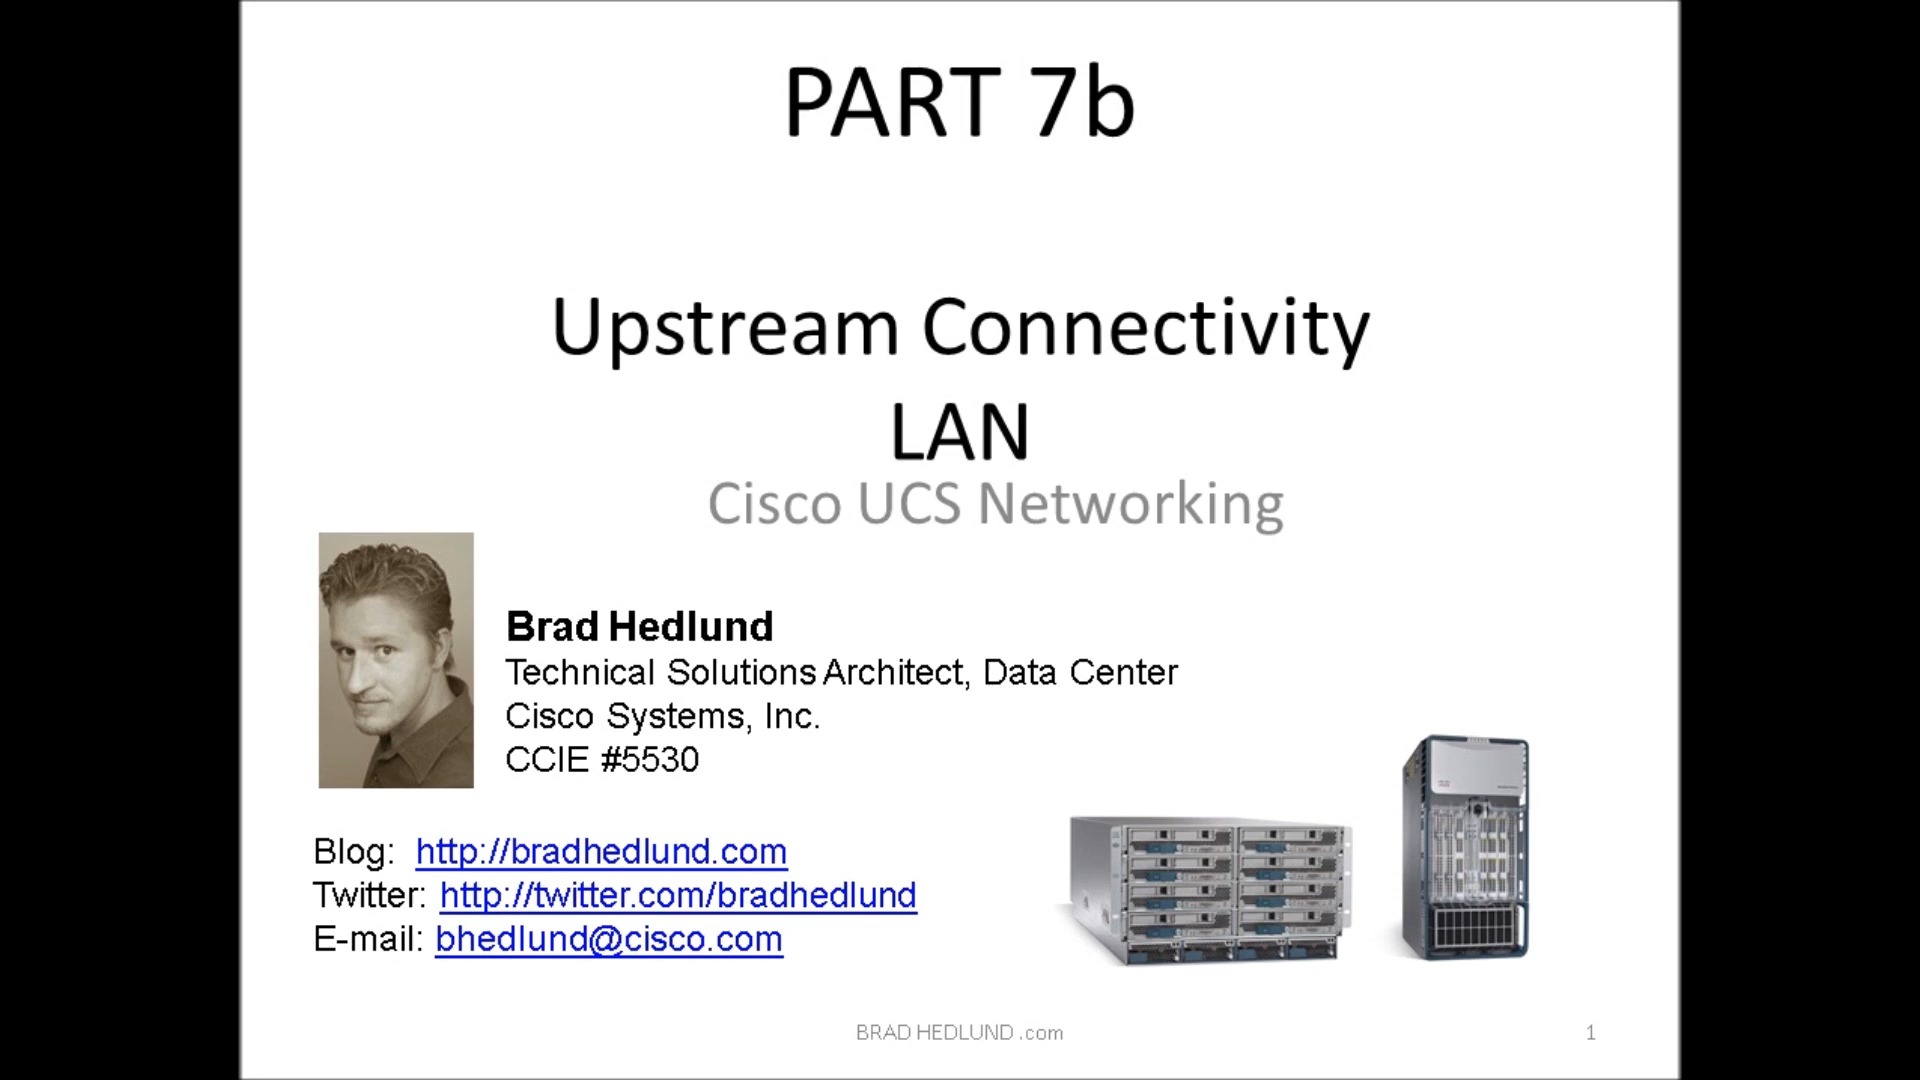 PART 7b
Upstream Connectivity
LAN
Cisco UCS Networking
Brad Hedlund
Technical Solutions Architect, Data Center
Cisco Systems, Inc.
CCIE #5530
Blog: http://bradhedlund.com
Twitter: http://twitter.com/bradhedlund
E-mail: bhedlund@cisco.com
BRAD HEDLUND .com
1